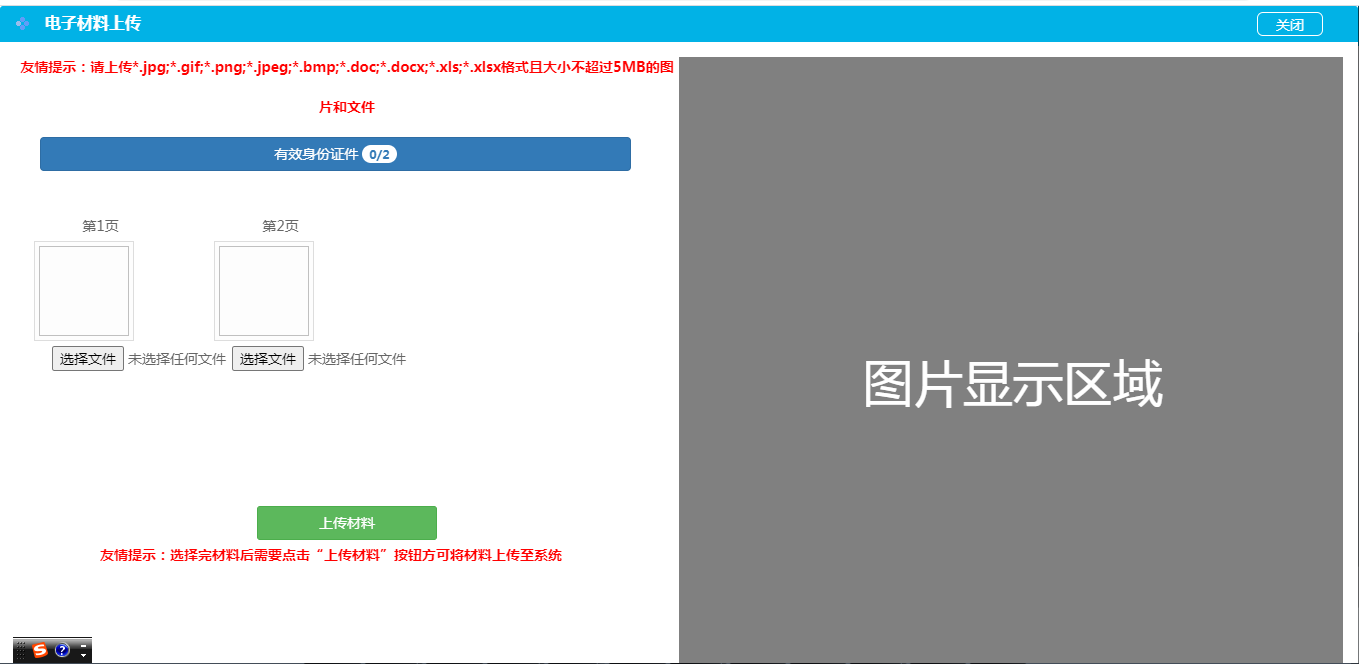 电子材料上传
关闭
友情提示：请上传*.jpg;*.gif;*.png;*.jpeg;*.bmp;*.doc;*.docx;*.xls;*.xlsx格式且大小不超过5MB的图
片和文件
有效身份证件 0/2
第1页 第2页
选择文件 未选择任何文件 选择文件 未选择任何文件
图片显示区域
上传材料
友情提示：选择完材料后需要点击“上传材料”按钮方可将材料上传至系统